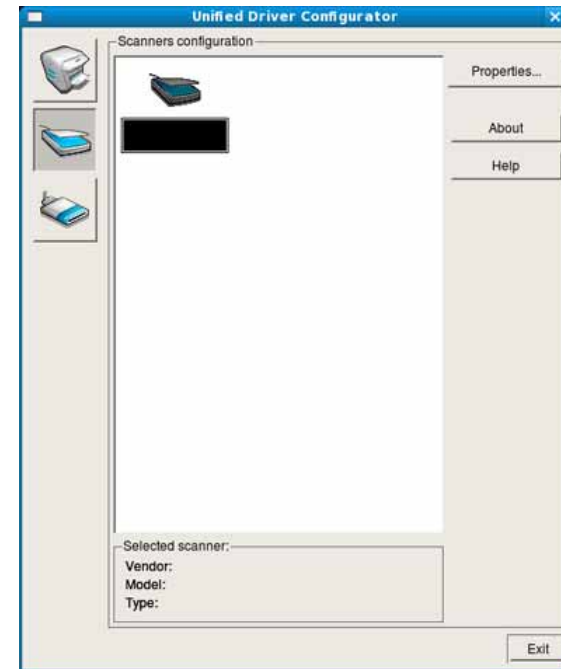 Unified Driver Configurator
Scanners configuration
Properties...
About
Help
Selected scanner:
Vendor:
Model:
Type:
Exit